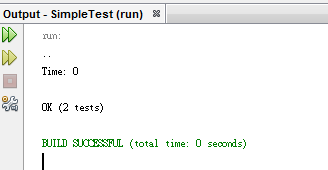 Output - SimpleTest (run)
run:
..
Time: 0
OK (2 tests)
BUILD SUCCESSFUL (total time: 0 seconds)